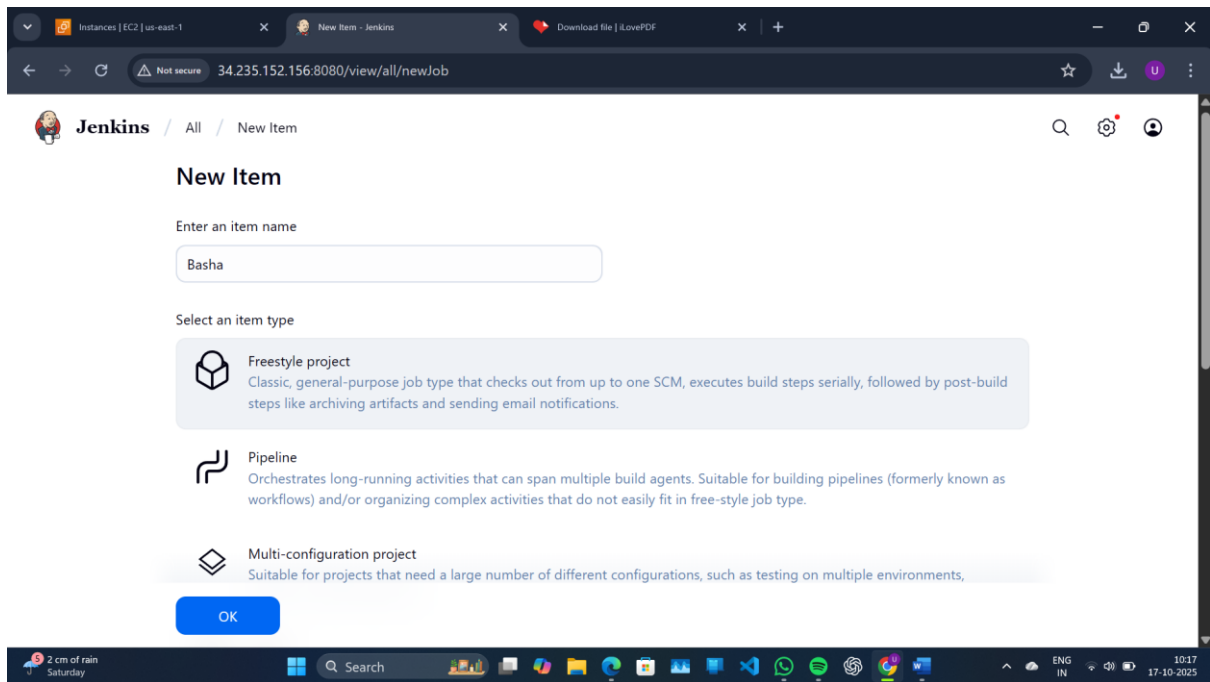 Instances | EC2 | us-east-1
New Item - Jenkins
Download file | iLovePDF
Not secure
34.235.152.156:8080/view/all/newJob
U
Jenkins / All / New Item
New Item
Enter an item name
Basha
Select an item type
Freestyle project
Classic, general-purpose job type that checks out from up to one SCM, executes build steps serially, followed by post-build
steps like archiving artifacts and sending email notifications.
Pipeline
Orchestrates long-running activities that can span multiple build agents. Suitable for building pipelines (formerly known as
workflows) and/or organizing complex activities that do not easily fit in free-style job type.
Multi-configuration project
Suitable for projects that need a large number of different configurations, such as testing on multiple environments,
OK
5
2 cm of rain
Saturday
Search
ENG
IN
10:17
17-10-2025